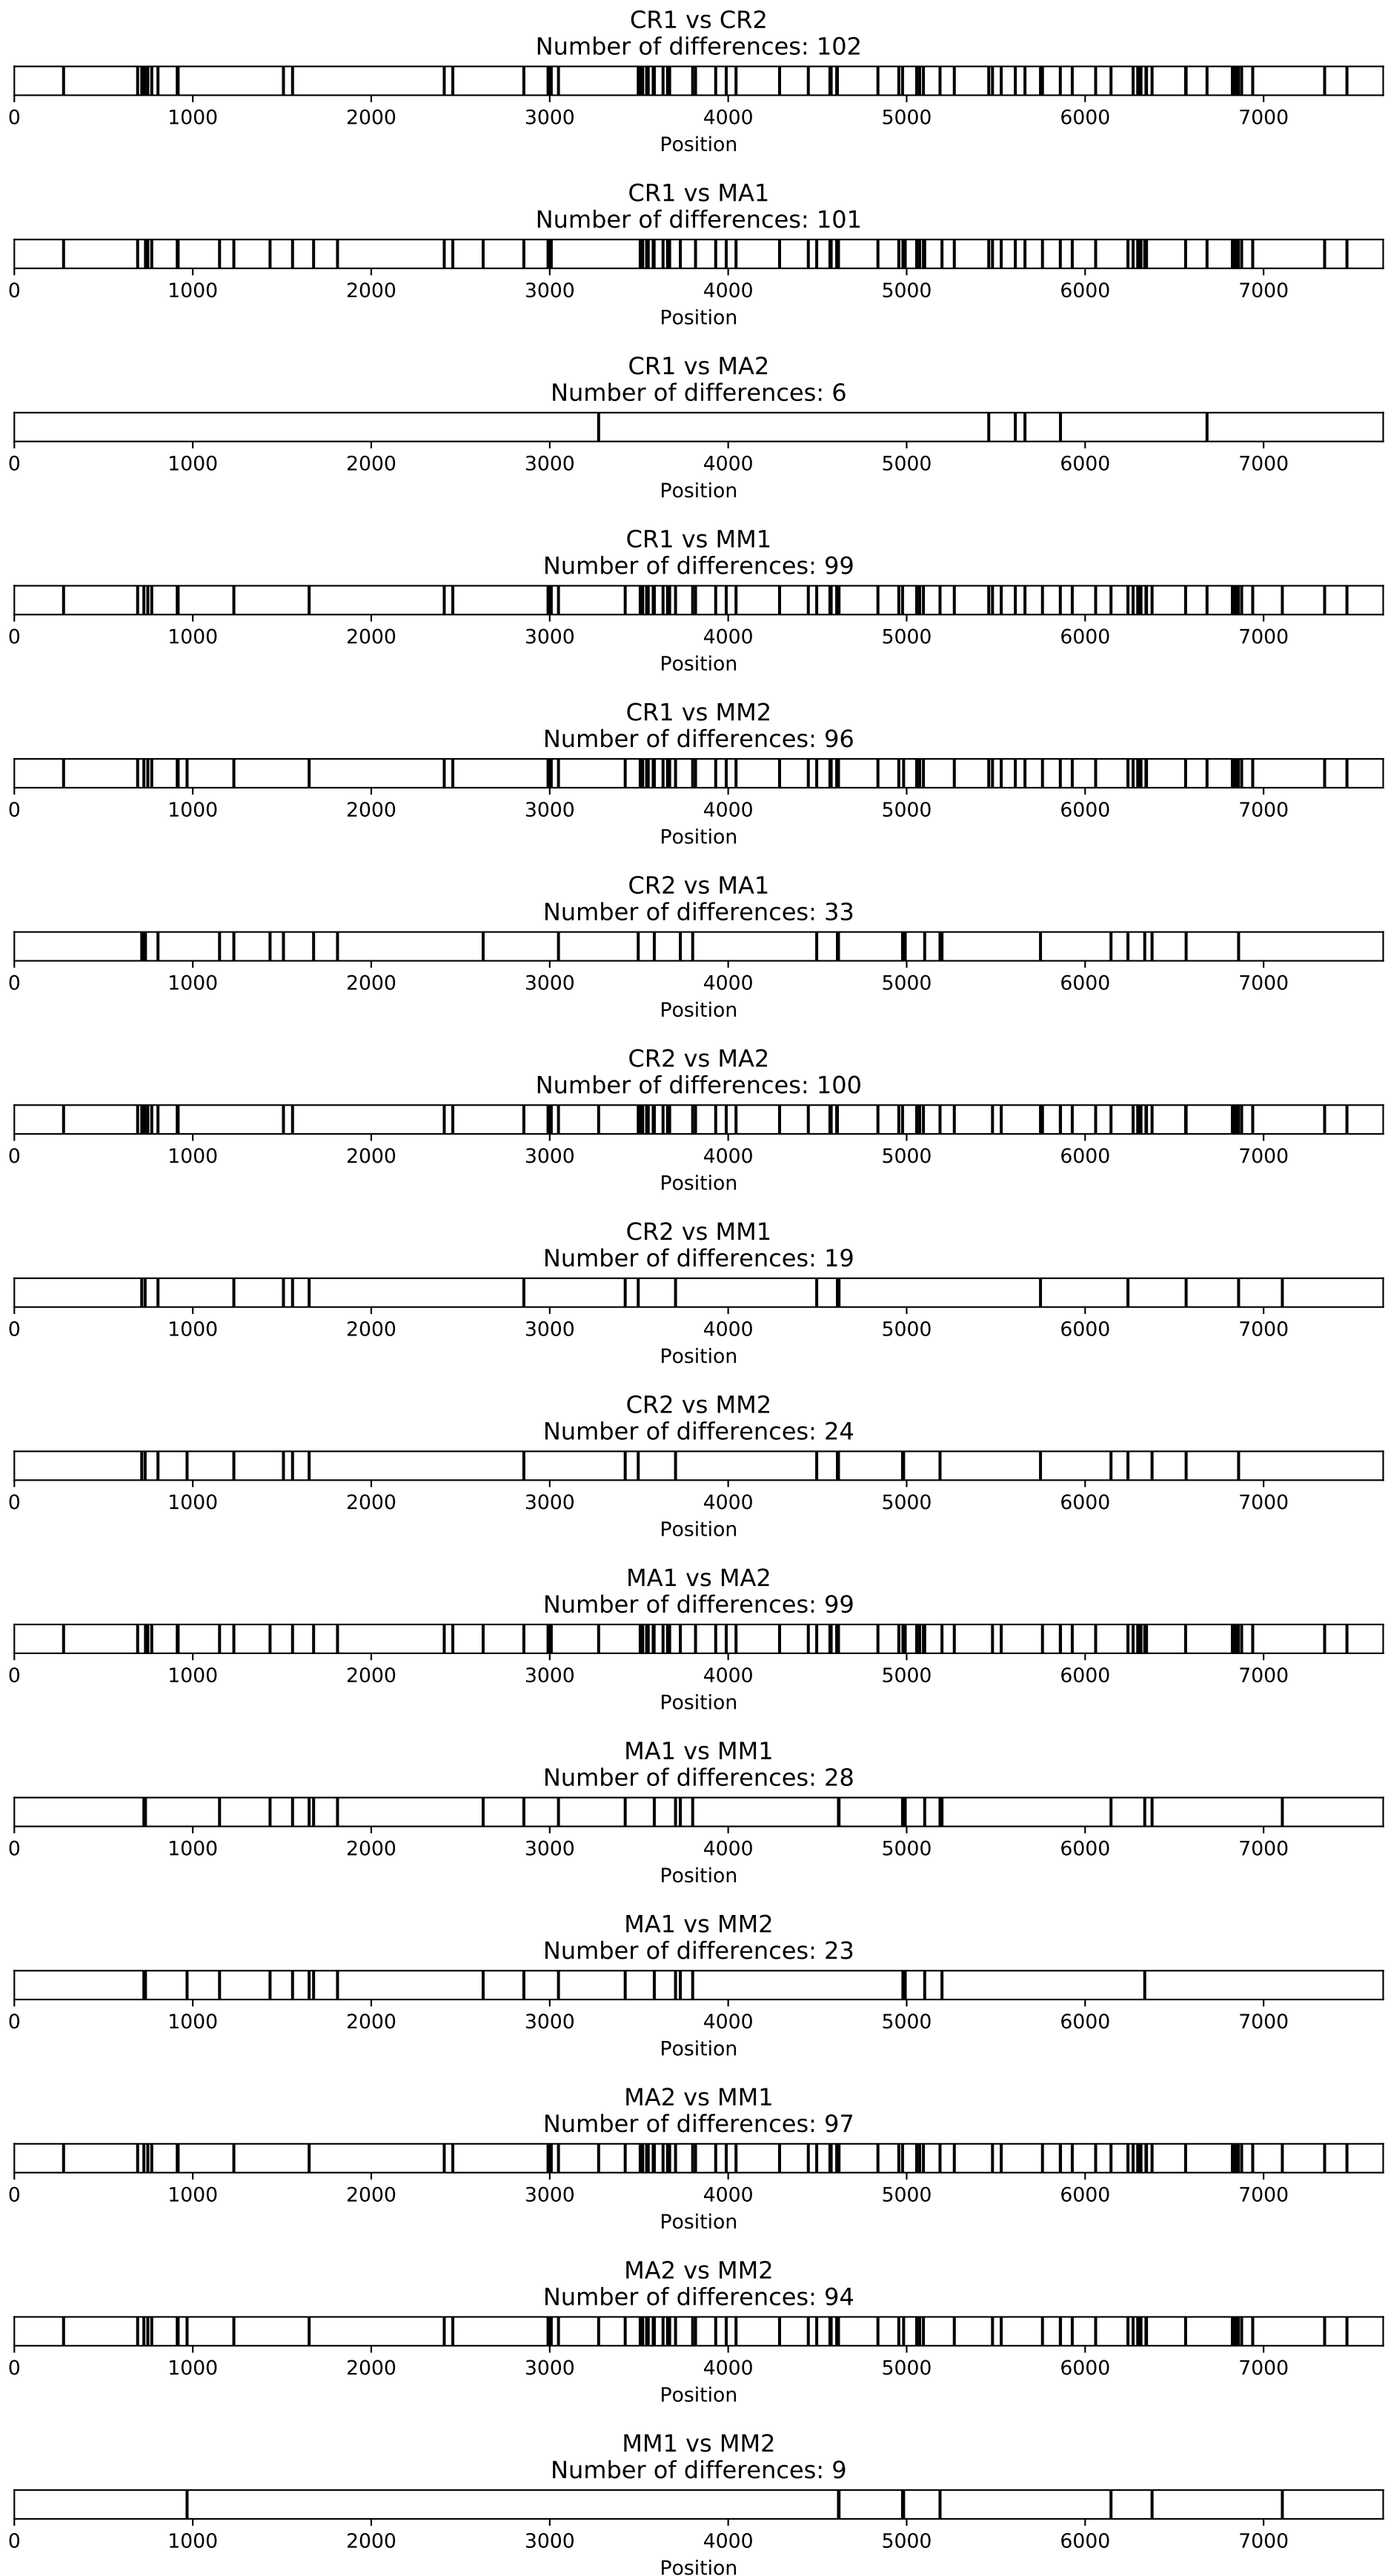 CR1 vs CR2
Number of differences: 102
0 1000 2000 3000 4000 5000 6000 7000
Position
CR1 vs MA1
Number of differences: 101
0 1000 2000 3000 4000 5000 6000 7000
Position
CR1 vs MA2
Number of differences: 6
0 1000 2000 3000 4000 5000 6000 7000
Position
CR1 vs MM1
Number of differences: 99
0 1000 2000 3000 4000 5000 6000 7000
Position
CR1 vs MM2
Number of differences: 96
0 1000 2000 3000 4000 5000 6000 7000
Position
CR2 vs MA1
Number of differences: 33
0 1000 2000 3000 4000 5000 6000 7000
Position
CR2 vs MA2
Number of differences: 100
0 1000 2000 3000 4000 5000 6000 7000
Position
CR2 vs MM1
Number of differences: 19
0 1000 2000 3000 4000 5000 6000 7000
Position
CR2 vs MM2
Number of differences: 24
0 1000 2000 3000 4000 5000 6000 7000
Position
MA1 vs MA2
Number of differences: 99
0 1000 2000 3000 4000 5000 6000 7000
Position
MA1 vs MM1
Number of differences: 28
0 1000 2000 3000 4000 5000 6000 7000
Position
MA1 vs MM2
Number of differences: 23
0 1000 2000 3000 4000 5000 6000 7000
Position
MA2 vs MM1
Number of differences: 97
0 1000 2000 3000 4000 5000 6000 7000
Position
MA2 vs MM2
Number of differences: 94
0 1000 2000 3000 4000 5000 6000 7000
Position
MM1 vs MM2
Number of differences: 9
0 1000 2000 3000 4000 5000 6000 7000
Position